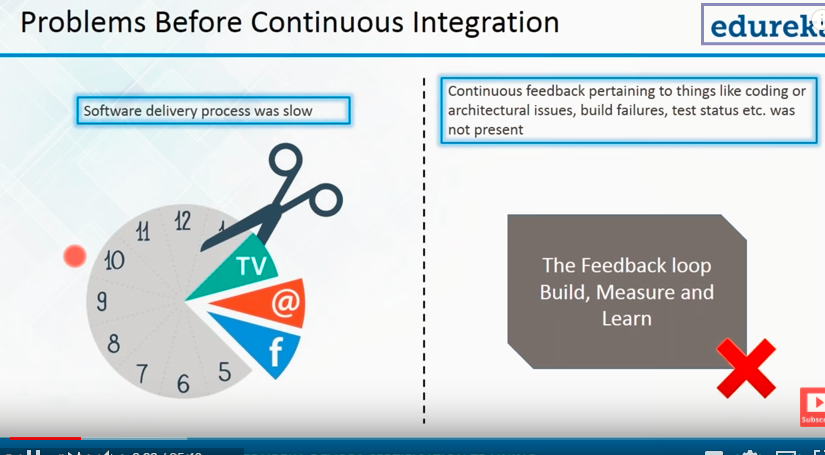 Problems Before Continuous Integration
edureka
Software delivery process was slow
Continuous feedback pertaining to things like coding or
architectural issues, build failures, test status etc. was
not present
12
11
1
10
9
8
7
6
5
TV
@
f
The Feedback loop
Build, Measure and
Learn